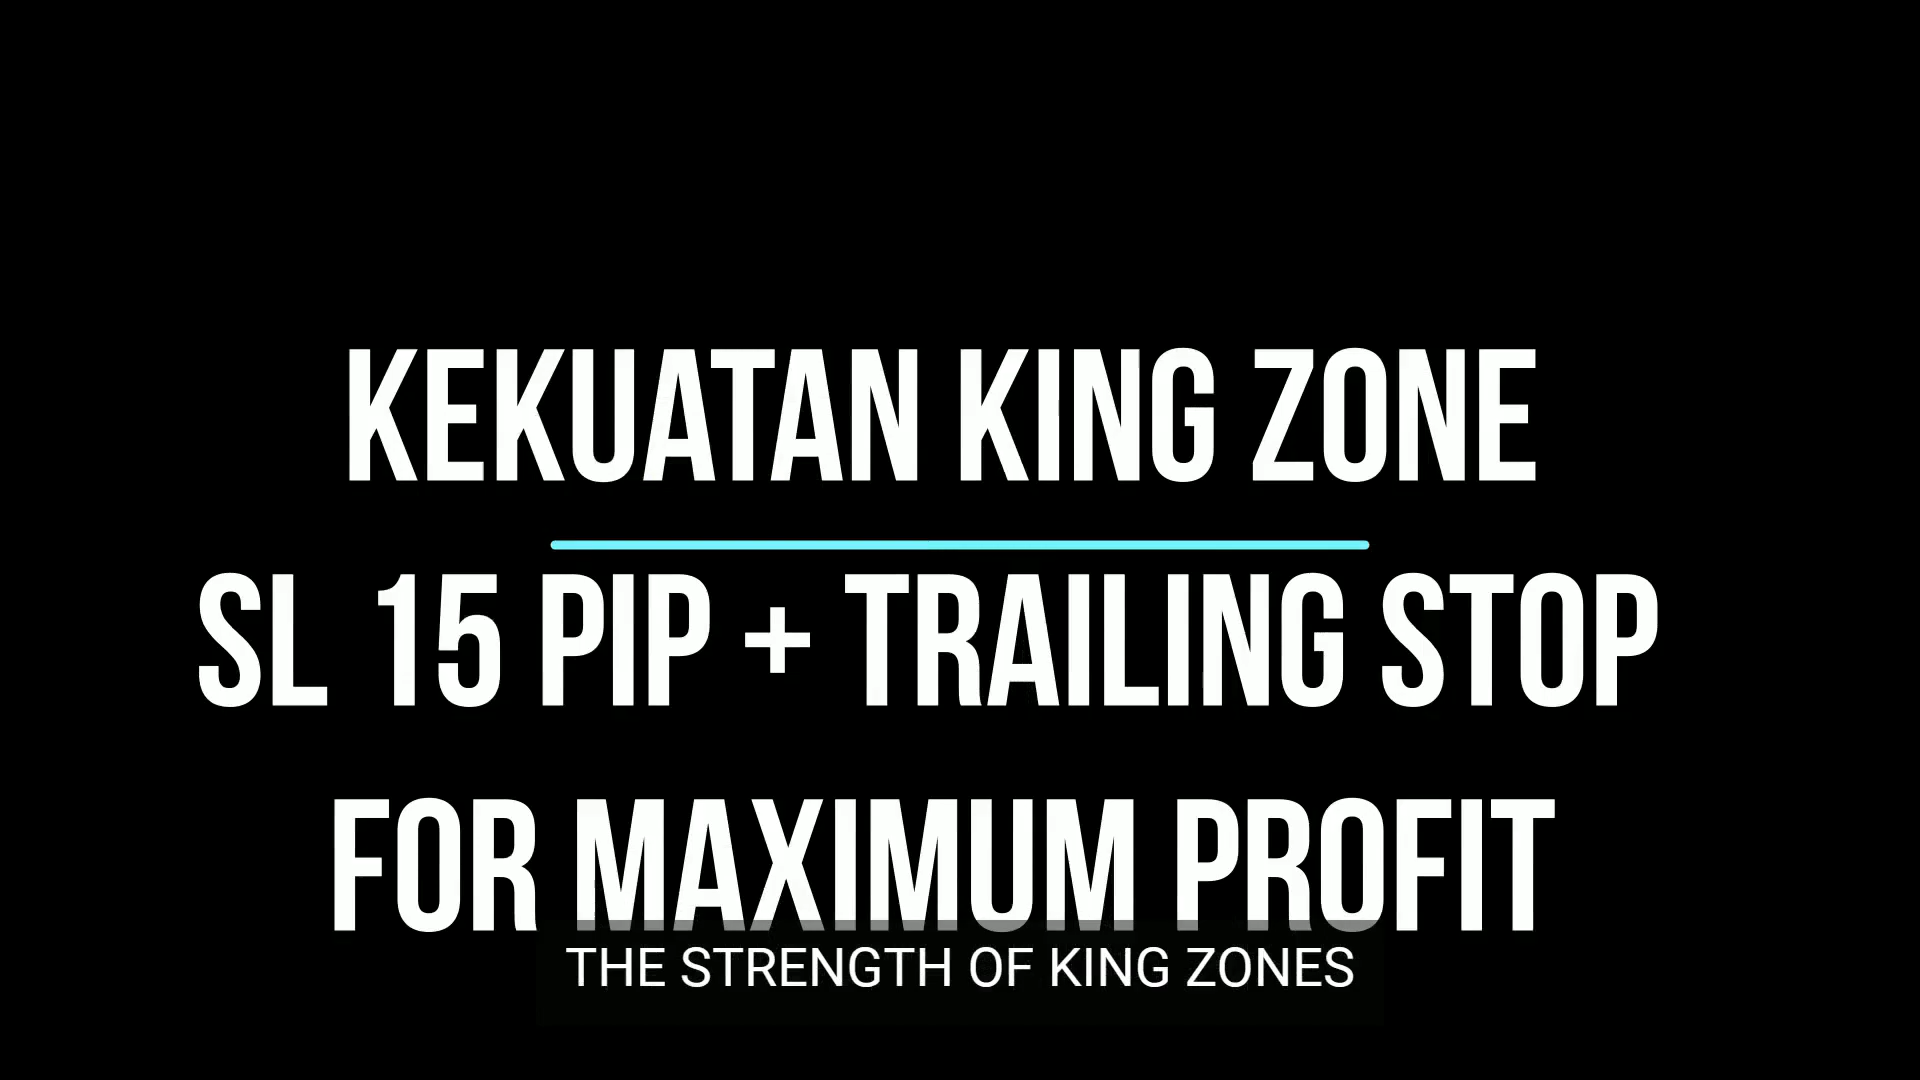 KEKUATAN KING ZONE
SL 15 PIP + TRAILING STOP
FOR MAXIMUM PROFIT
THE STRENGTH OF KING ZONES